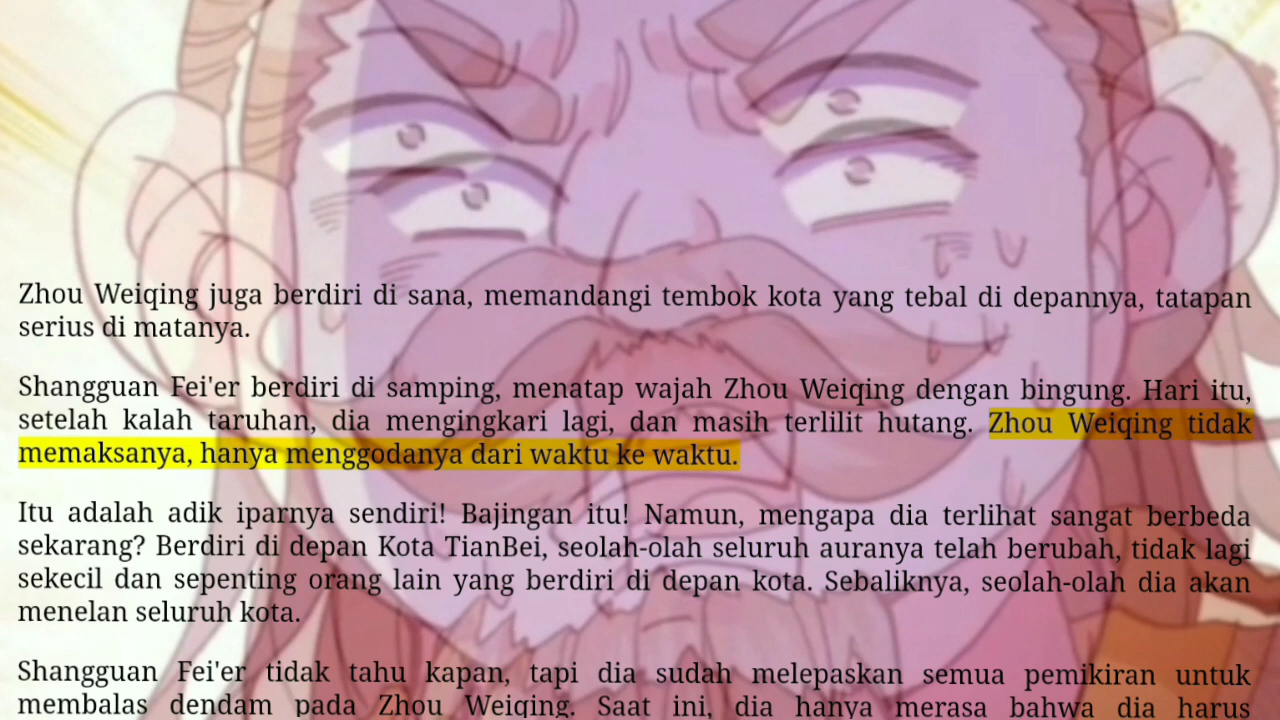 Zhou Weiqing juga berdiri di sana, memandangi tembok kota yang tebal di depannya, tatapan
serius di matanya.
Shangguan Fei'er berdiri di samping, menatap wajah Zhou Weiqing dengan bingung. Hari itu,
setelah kalah taruhan, dia mengingkari lagi, dan masih terlilit hutang. Zhou Weiqing tidak
memaksanya, hanya menggodanya dari waktu ke waktu.
Itu adalah adik iparnya sendiri! Bajingan itu! Namun, mengapa dia terlihat sangat berbeda
sekarang? Berdiri di depan Kota TianBei, seolah-olah seluruh auranya telah berubah, tidak lagi
sekecil dan sepenting orang lain yang berdiri di depan kota. Sebaliknya, seolah-olah dia akan
menelan seluruh kota.
Shangguan Fei'er tidak tahu kapan, tapi dia sudah melepaskan semua pemikiran untuk
membalas dendam pada Zhou Weiqing. Saat ini, dia hanya merasa bahwa dia harus